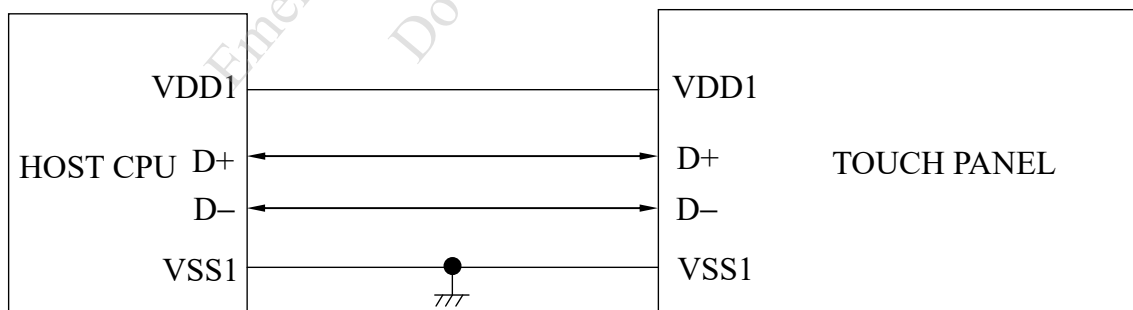 VDD1 VDD1
HOST CPU D+ D+ TOUCH PANEL
D– D–
VSS1 VSS1